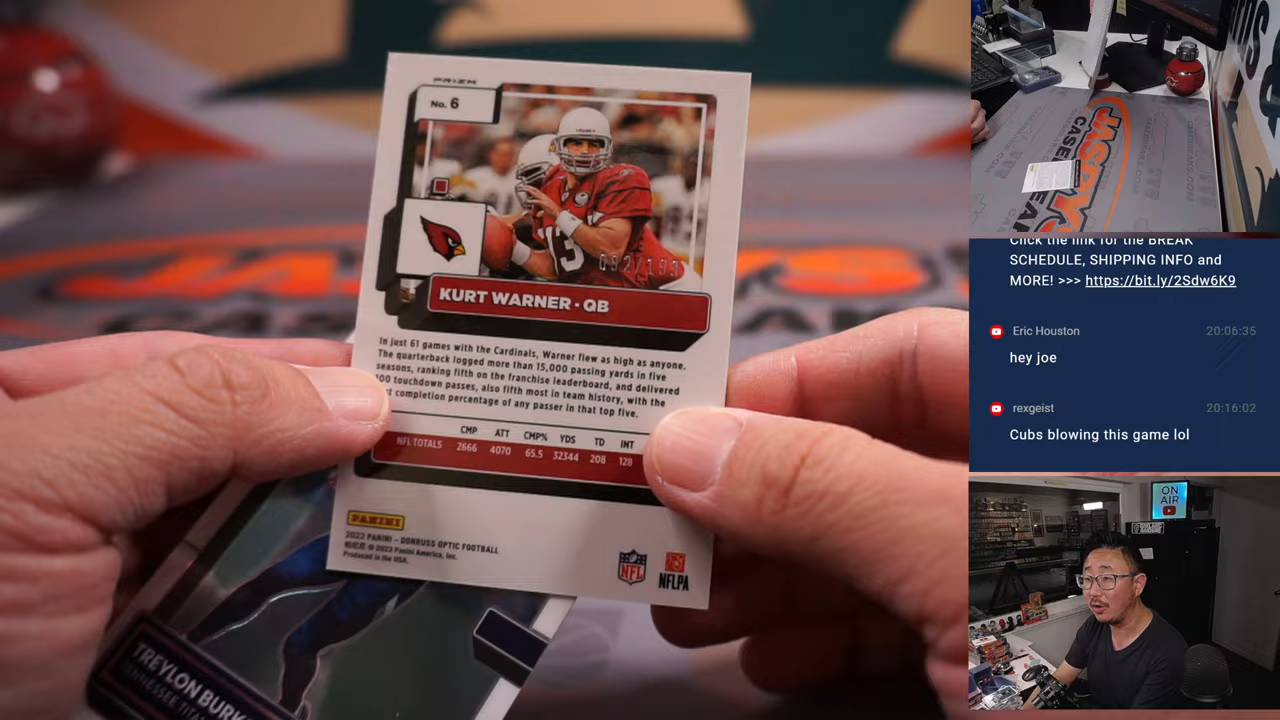 PRIZM
No. 6
13
KURT WARNER • QB
In just 61 games with the Cardinals, Warner flew as high as anyone.
The quarterback logged more than 15,000 passing yards in five
seasons, ranking fifth on the franchise leaderboard, and delivered
touchdown passes, also fifth most in team history, with the
completion percentage of any passer in that top five.
CMP ATT CMP% YDS TD INT
NFL TOTALS 2666 4070 65.5 32344 208 128
PANINI
2022 PANINI – DONRUSS OPTIC FOOTBALL
© 2023 Panini America, Inc.
Produced in the USA.
NFL
NFLPA
TREYLON
JASPY'S
CASE
Click the link for the BREAK
SCHEDULE, SHIPPING INFO and
MORE! >>> https://bit.ly/2Sdw6K9
Eric Houston 20:06:35
hey joe
rexgeist 20:16:02
Cubs blowing this game lol
ON
AIR